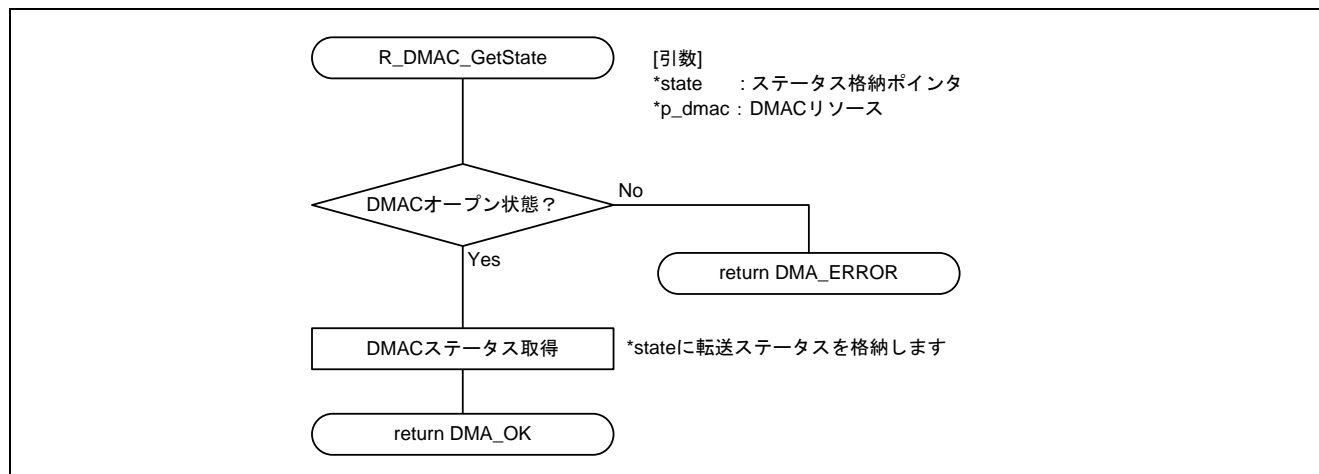 R_DMAC_GetState
[引数]
*state : ステータス格納ポインタ
*p_dmac : DMACリソース
DMACオープン状態？
No
Yes
return DMA_ERROR
DMACステータス取得
*stateに転送ステータスを格納します
return DMA_OK